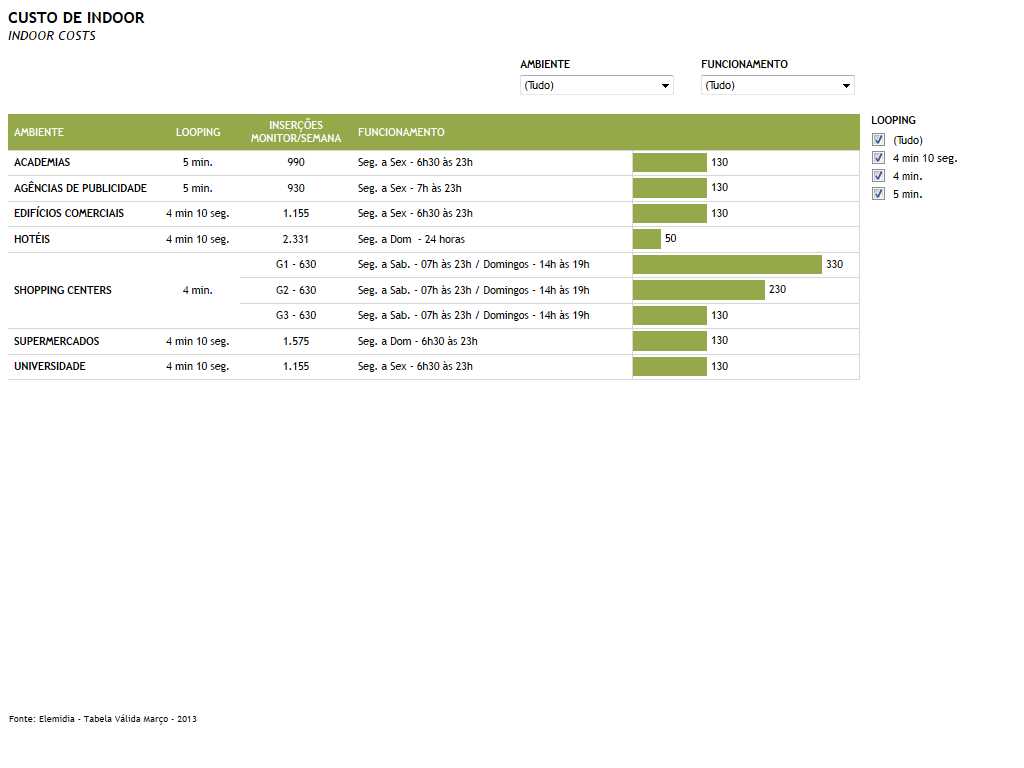 CUSTO DE INDOOR
INDOOR COSTS
AMBIENTE FUNCIONAMENTO
(Tudo) (Tudo)
AMBIENTE LOOPING INSERÇÕES MONITOR/SEMANA FUNCIONAMENTO
ACADEMIAS 5 min. 990 Seg. a Sex - 6h30 às 23h 130
AGÊNCIAS DE PUBLICIDADE 5 min. 930 Seg. a Sex - 7h às 23h 130
EDIFÍCIOS COMERCIAIS 4 min 10 seg. 1.155 Seg. a Sex - 6h30 às 23h 130
HOTÉIS 4 min 10 seg. 2.331 Seg. a Dom - 24 horas 50
G1 - 630 Seg. a Sab. - 07h às 23h / Domingos - 14h às 19h 330
SHOPPING CENTERS 4 min. G2 - 630 Seg. a Sab. - 07h às 23h / Domingos - 14h às 19h 230
G3 - 630 Seg. a Sab. - 07h às 23h / Domingos - 14h às 19h 130
SUPERMERCADOS 4 min 10 seg. 1.575 Seg. a Dom - 6h30 às 23h 130
UNIVERSIDADE 4 min 10 seg. 1.155 Seg. a Sex - 6h30 às 23h 130
LOOPING
(Tudo)
4 min 10 seg.
4 min.
5 min.
Fonte: Elemidia - Tabela Válida Março - 2013